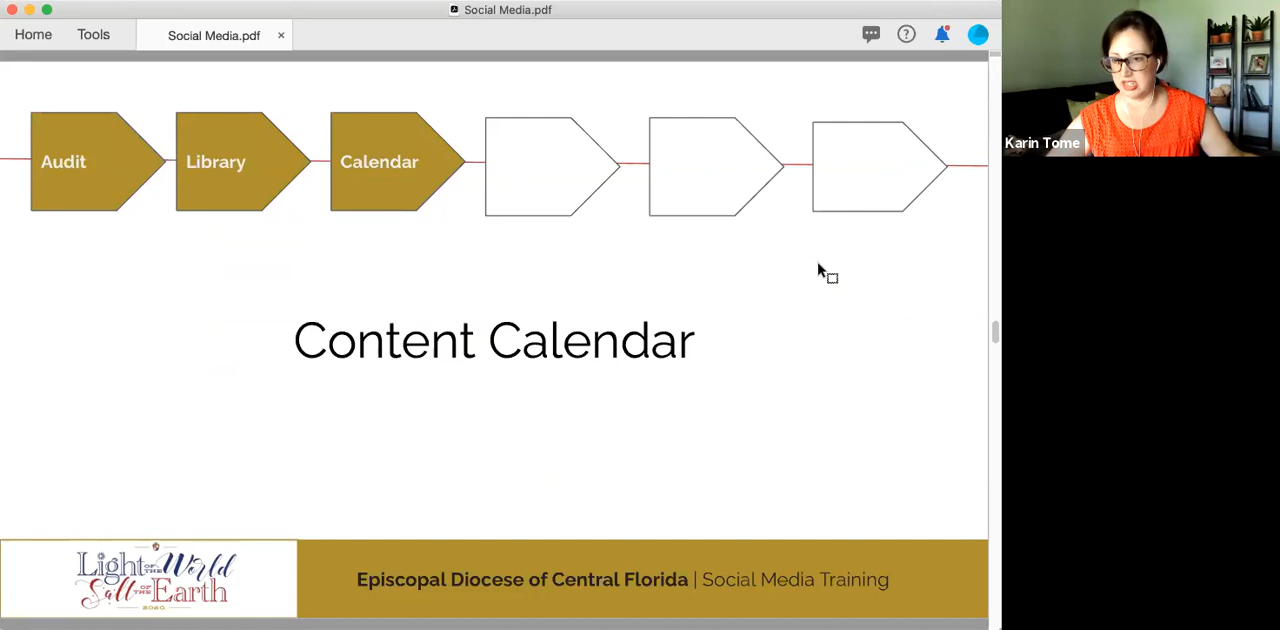 Social Media.pdf
Home
Tools
Social Media.pdf
×
Karin Tome
Audit
Library
Calendar
Content Calendar
Light OF THE World
Salt OF THE Earth
2020
Episcopal Diocese of Central Florida | Social Media Training